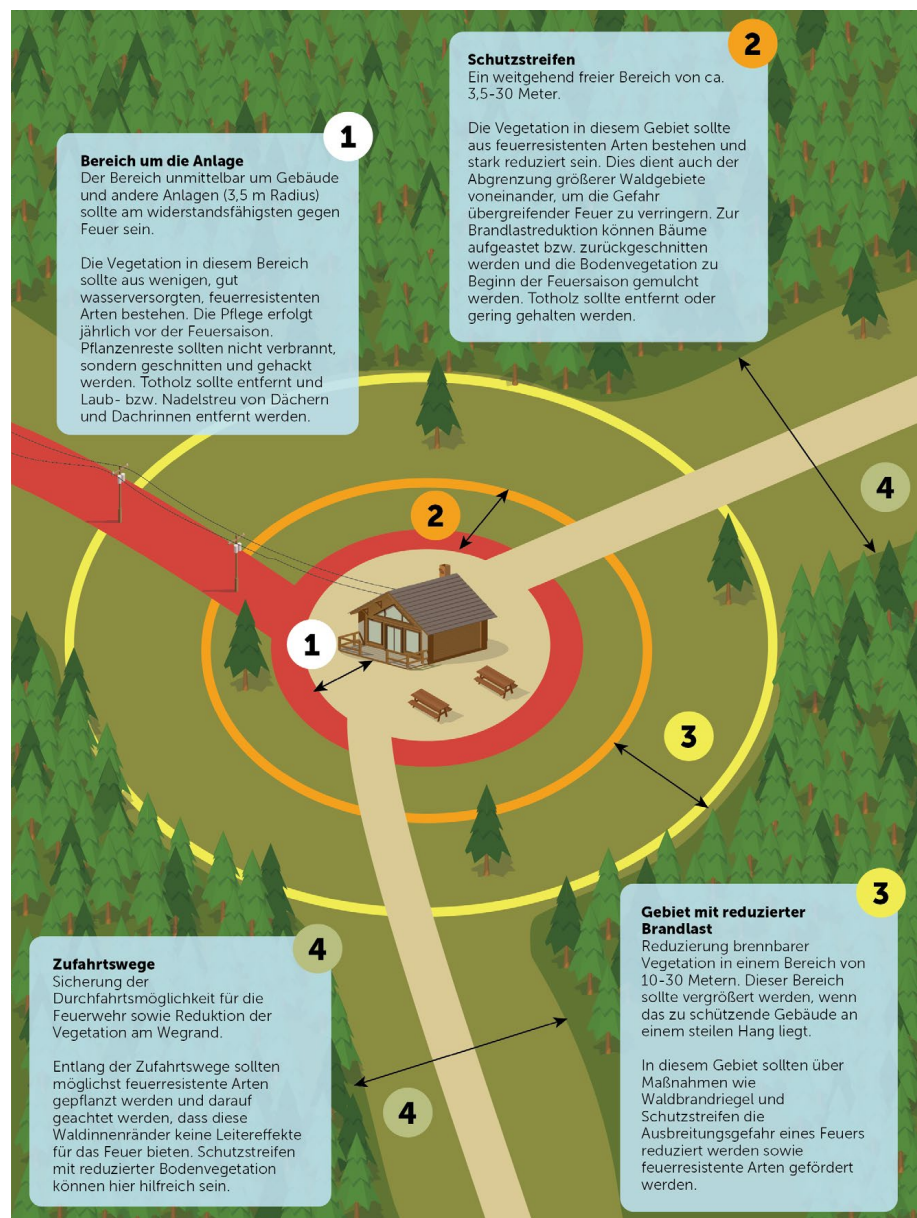 1
Bereich um die Anlage
Der Bereich unmittelbar um Gebäude
und andere Anlagen (3,5 m Radius)
sollte am widerstandsfähigsten gegen
Feuer sein.
Die Vegetation in diesem Bereich
sollte aus wenigen, gut
wasserversorgten, feuerresistenten
Arten bestehen. Die Pflege erfolgt
jährlich vor der Feuersaison.
Pflanzenreste sollten nicht verbrannt,
sondern geschnitten und gehackt
werden. Totholz sollte entfernt und
Laub- bzw. Nadelstreu von Dächern
und Dachrinnen entfernt werden.
2
Schutzstreifen
Ein weitgehend freier Bereich von ca.
3,5-30 Meter.
Die Vegetation in diesem Gebiet sollte
aus feuerresistenten Arten bestehen und
stark reduziert sein. Dies dient auch der
Abgrenzung größerer Waldgebiete
voneinander, um die Gefahr
übergreifender Feuer zu verringern. Zur
Brandlastreduktion können Bäume
aufgeastet bzw. zurückgeschnitten
werden und die Bodenvegetation zu
Beginn der Feuersaison gemulcht
werden. Totholz sollte entfernt oder
gering gehalten werden.
4
2
1
3
3
Gebiet mit reduzierter
Brandlast
Reduzierung brennbarer
Vegetation in einem Bereich von
10-30 Metern. Dieser Bereich
sollte vergrößert werden, wenn
das zu schützende Gebäude an
einem steilen Hang liegt.
In diesem Gebiet sollten über
Maßnahmen wie
Waldbrandriegel und
Schutzstreifen die
Ausbreitungsgefahr eines Feuers
reduziert werden sowie
feuerresistente Arten gefördert
werden.
4
Zufahrtswege
Sicherung der
Durchfahrtsmöglichkeit für die
Feuerwehr sowie Reduktion der
Vegetation am Wegrand.
Entlang der Zufahrtswege sollten
möglichst feuerresistente Arten
gepflanzt werden und darauf
geachtet werden, dass diese
Waldinnenränder keine Leitereffekte
für das Feuer bieten. Schutzstreifen
mit reduzierter Bodenvegetation
können hier hilfreich sein.
4